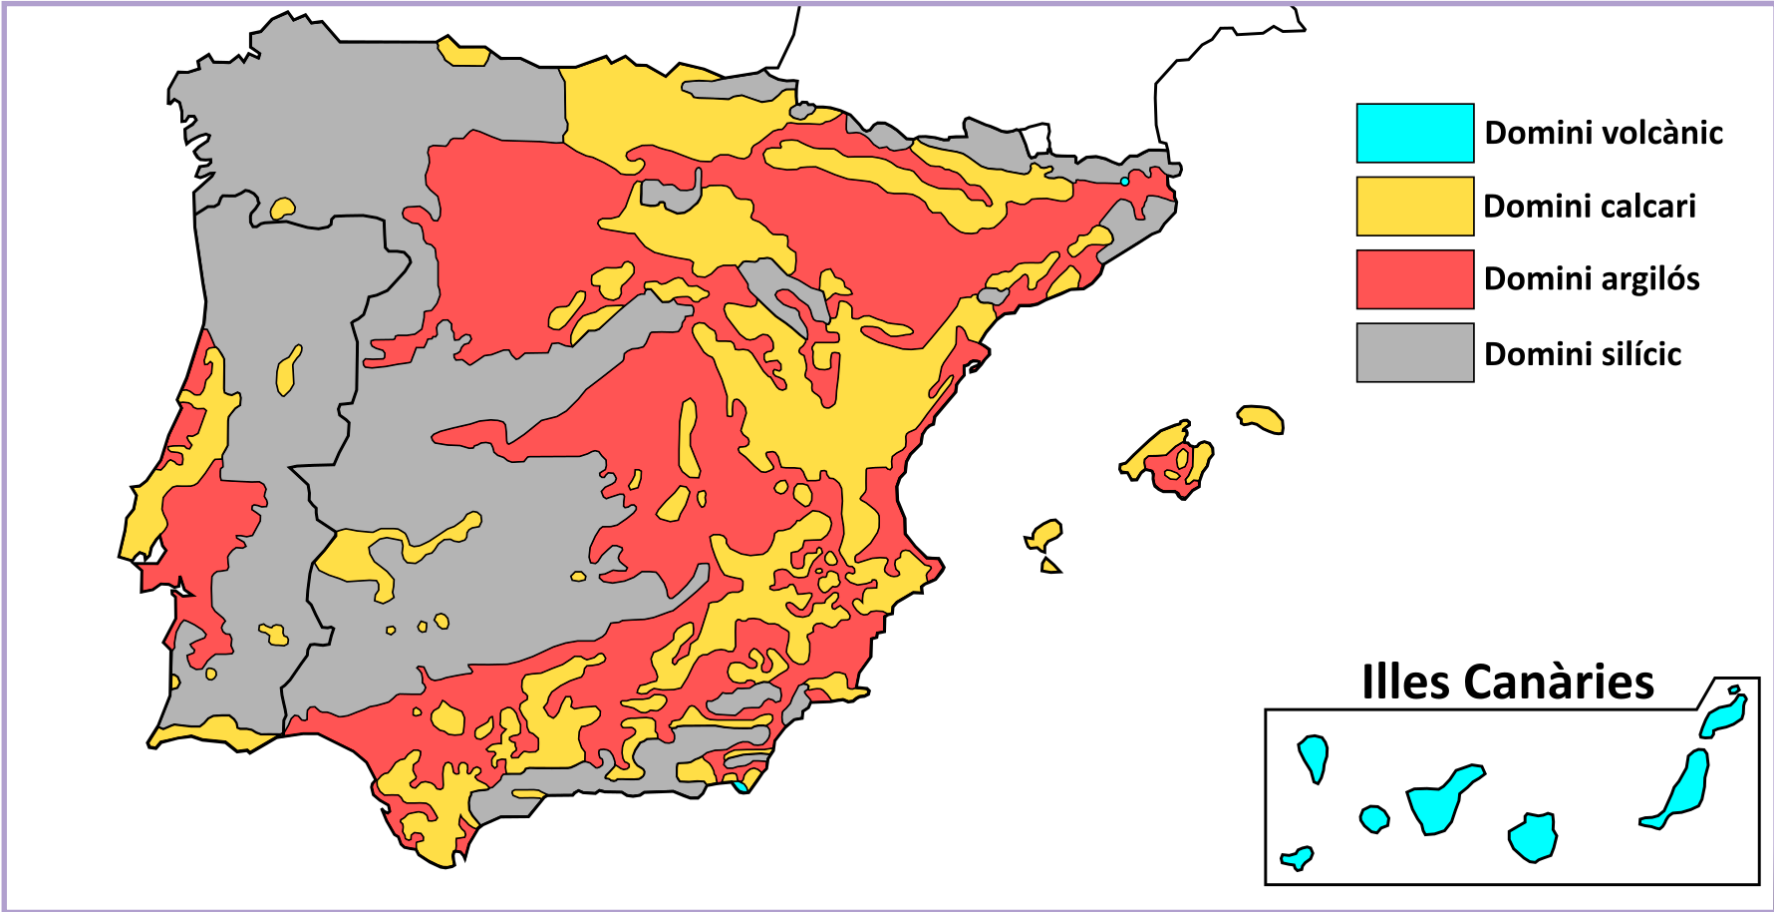 Domini volcànic
Domini calcari
Domini argilós
Domini silícic
Illes Canàries